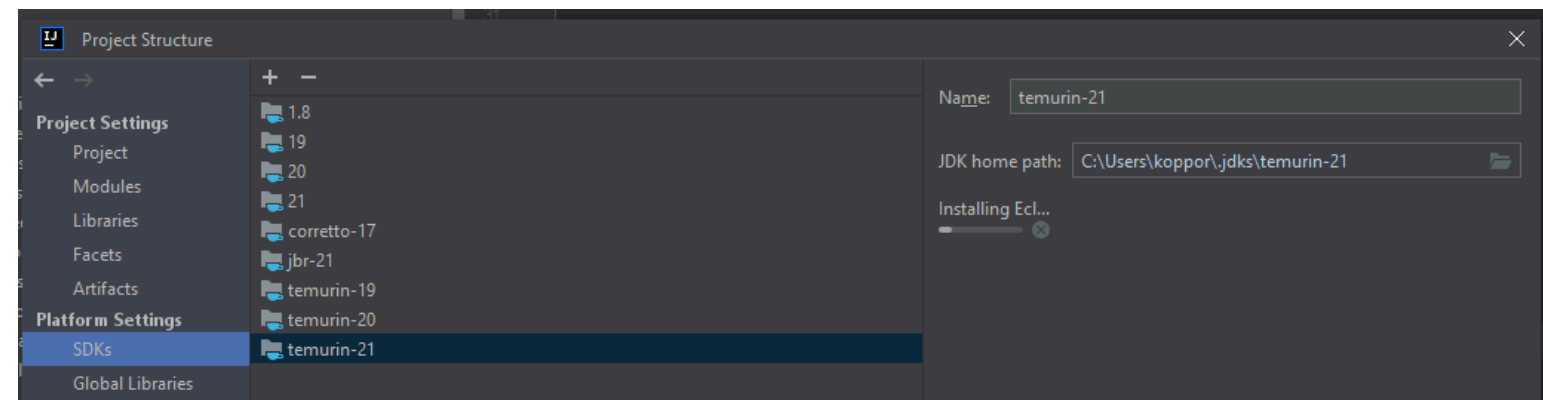 31
IJ
Project Structure
Project Settings
Project
Modules
Libraries
Facets
Artifacts
Platform Settings
SDKs
Global Libraries
1.8
19
20
21
corretto-17
jbr-21
temurin-19
temurin-20
temurin-21
Name: temurin-21
JDK home path: C:\Users\koppor\.jdks\temurin-21
Installing Ecl...